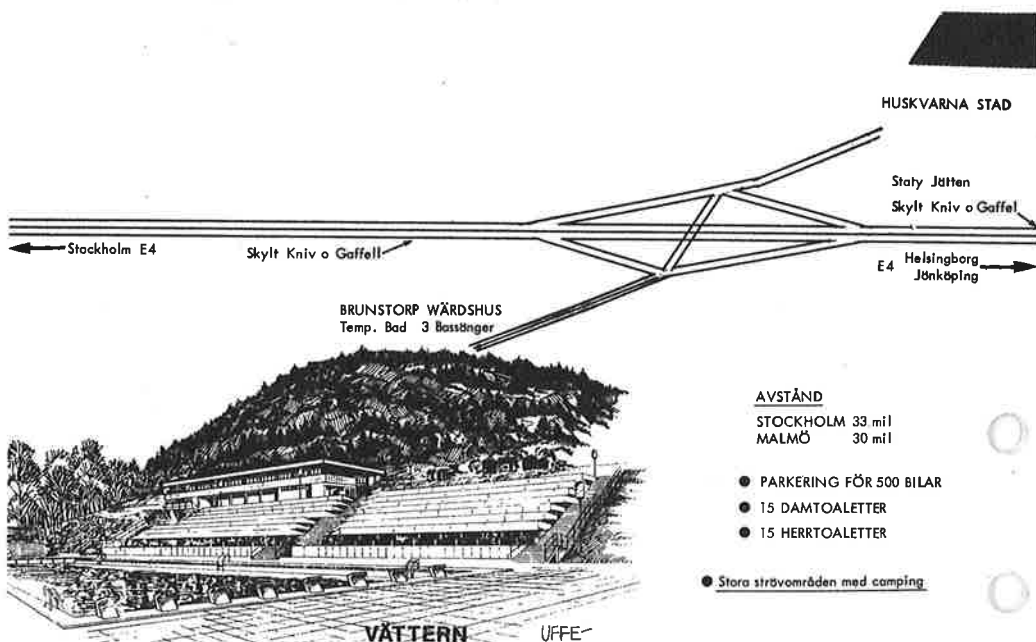 HUSKVARNA STAD
Staty Jätten
Skylt Kniv o Gaffel
Stockholm E4
Skylt Kniv o Gaffell
E4 Helsingborg
Jönköping
BRUNSTORP WÄRDSHUS
Temp. Bad 3 Bassänger
AVSTÅND
STOCKHOLM 33 mil
MALMÖ 30 mil
● PARKERING FÖR 500 BILAR
● 15 DAMTOALETTER
● 15 HERRTOALETTER
● Stora strövområden med camping
VÄTTERN
UFFE